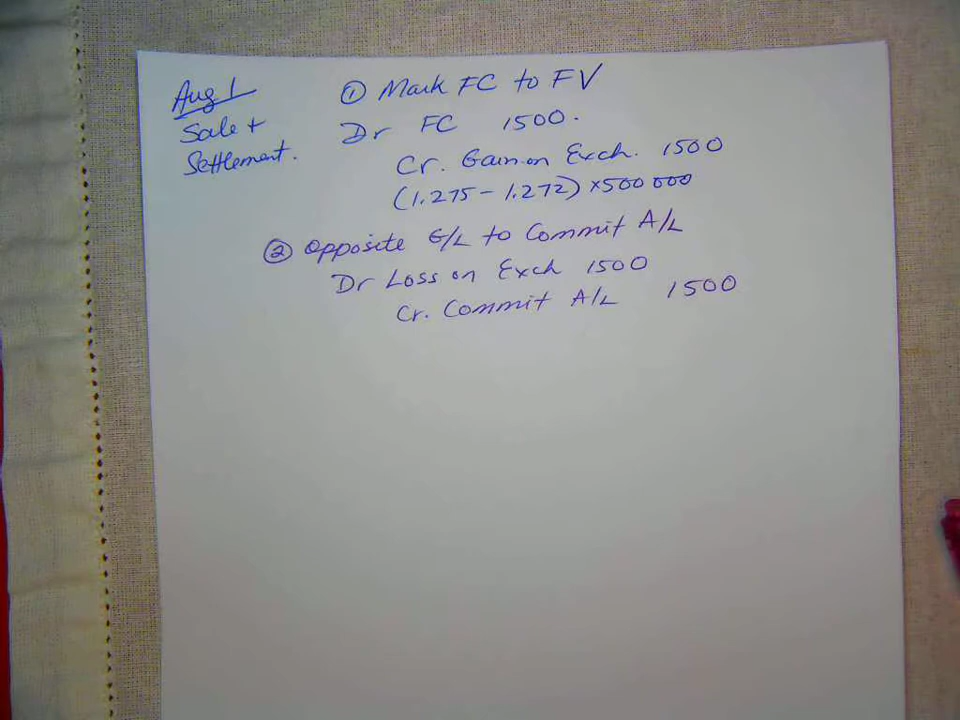 Aug 1
Sale +
Settlement.
① Mark FC to FV
Dr FC 1500.
Cr. Gain on Exch. 1500
(1.275 - 1.272) × 500 000
② Opposite G/L to Commit A/L
Dr Loss on Exch 1500
Cr. Commit A/L 1500